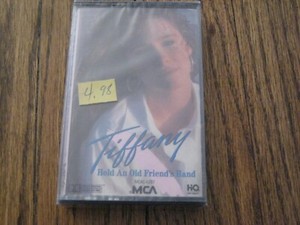 4.95
Tiffany
Hold An Old Friend's Hand
MCA
HQ